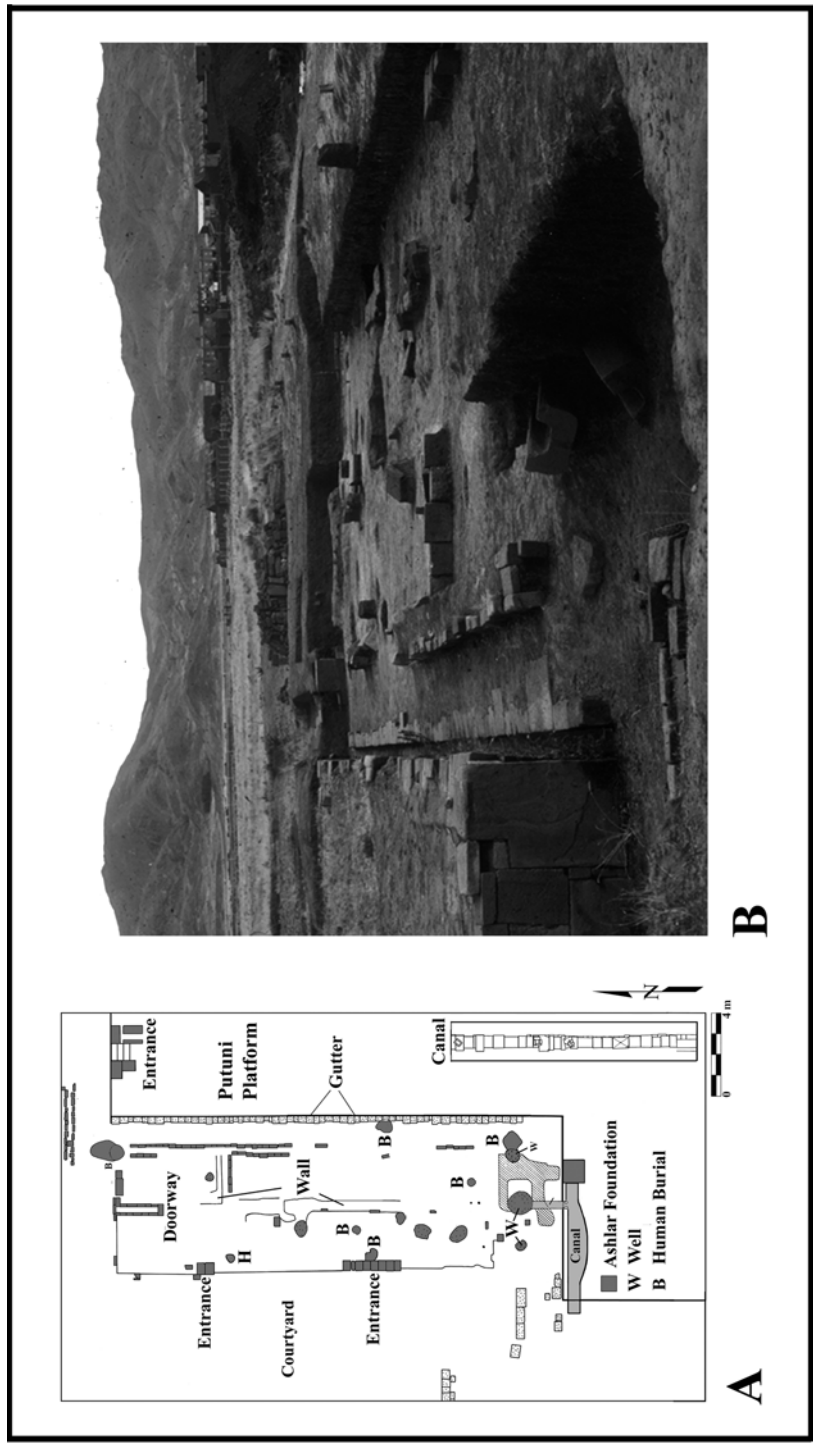 B
Entrance
Doorway
Entrance
Putuni
Platform
H
Courtyard
Wall
Gutter
B
Entrance
B
B
Canal
B
B
W
W
Canal
Ashlar Foundation
W Well
B Human Burial
N
0 4 m
A
B